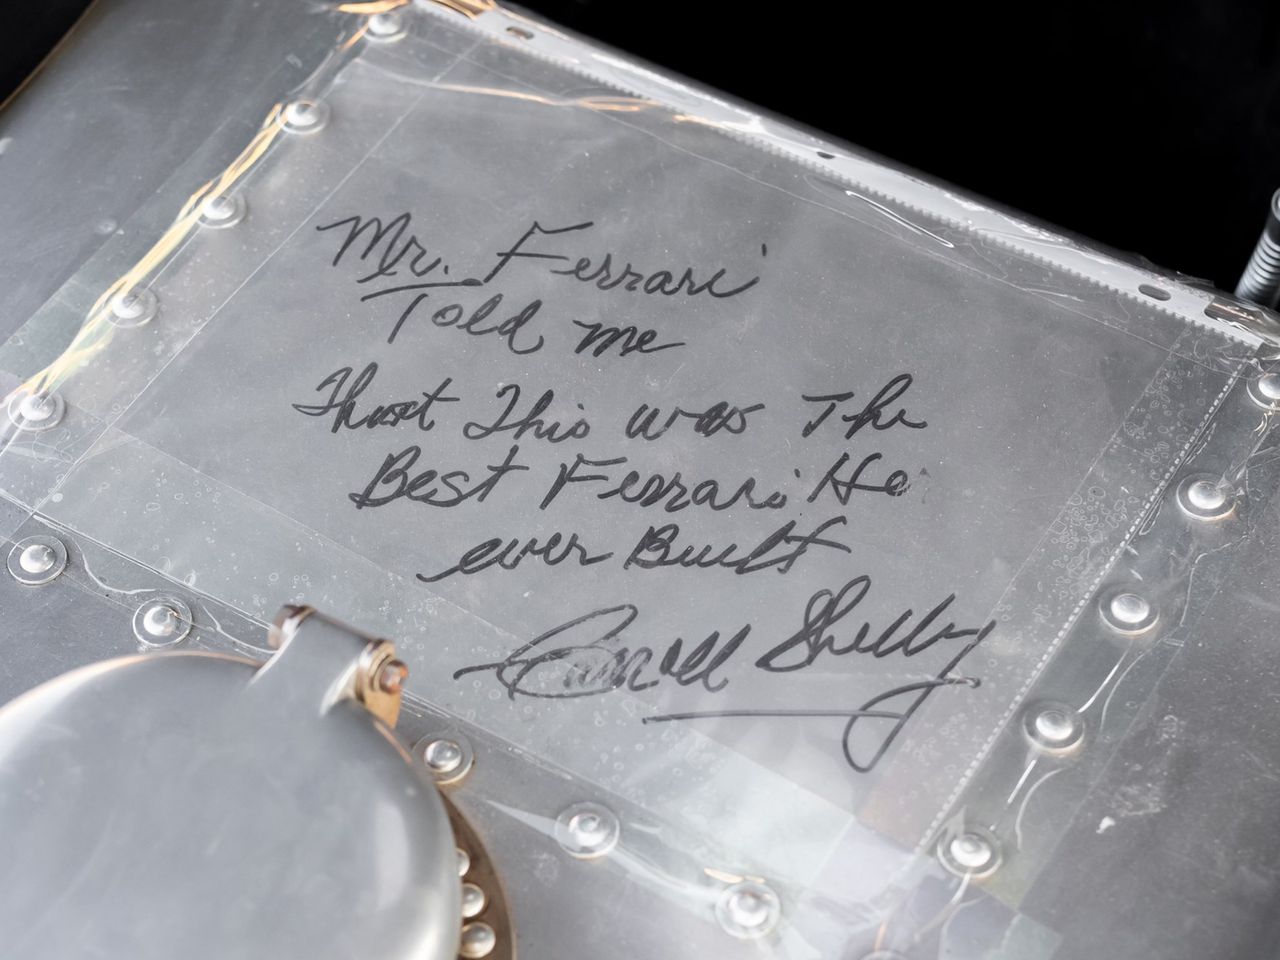 Mr. Ferrari
Told me
That This was The
Best Ferrari He
ever Built
Carroll Shelby